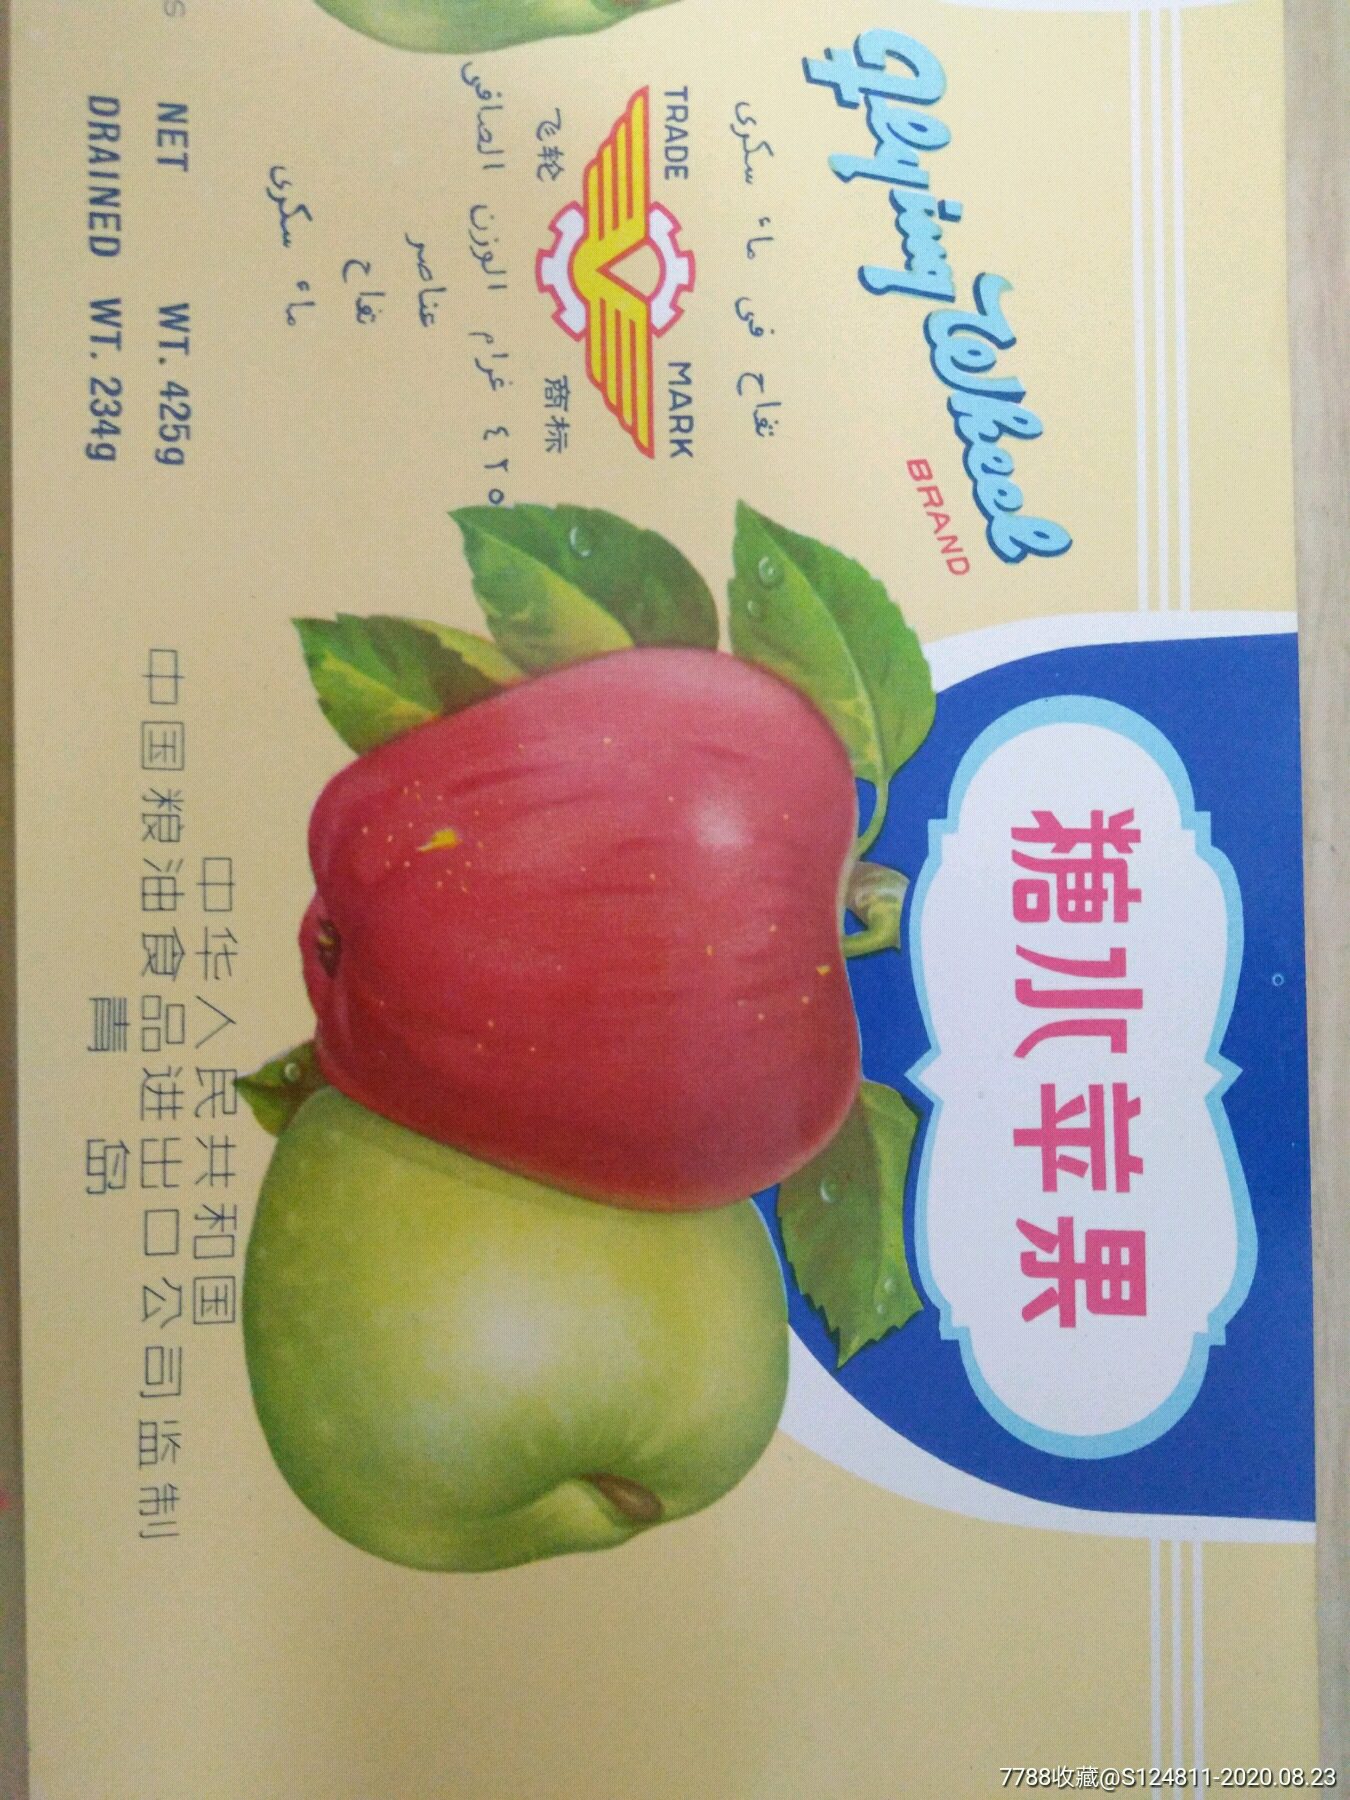 Flying Wheel
BRAND
تفاح فى ماء سكرى
TRADE MARK
飞轮 商标
٤٢٥ غرام الوزن الصافى
عناصر
تفاح
ماء سكرى
NET WT. 425g
DRAINED WT. 234g
糖水苹果
中华人民共和国
中国粮油食品进出口公司监制
青岛
7788收藏@S124811-2020.08.23